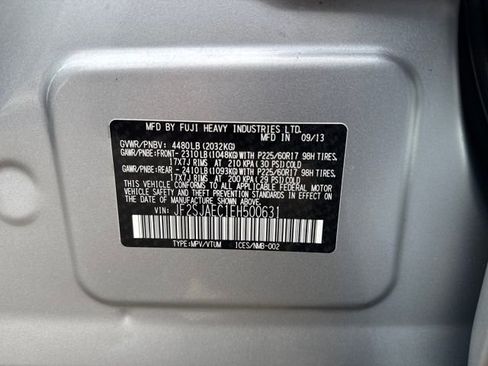 MFD BY FUJI HEAVY INDUSTRIES LTD.
MFD IN 09/13
GVWR/PNBV: 4480LB (2032KG)
GAWR/PNBE:FRONT- 2310LB (1048KG)WITH P225/60R17 98H TIRES,
17X7J RIMS AT 210 KPA (30 PSI) COLD
GAWR/PNBE:REAR - 2410LB (1093KG)WITH P225/60R17 98H TIRES,
17X7J RIMS AT 200 KPA (29 PSI) COLD
THIS VEHICLE CONFORMS TO ALL APPLICABLE FEDERAL MOTOR VEHICLE
SAFETY STANDARDS IN EFFECT ON THE DATE OF MANUFACTURE SHOWN ABOVE.
VIN: JF2SJAEC1EH500631
TYPE:MPV/VTUM ICES/NMB-002